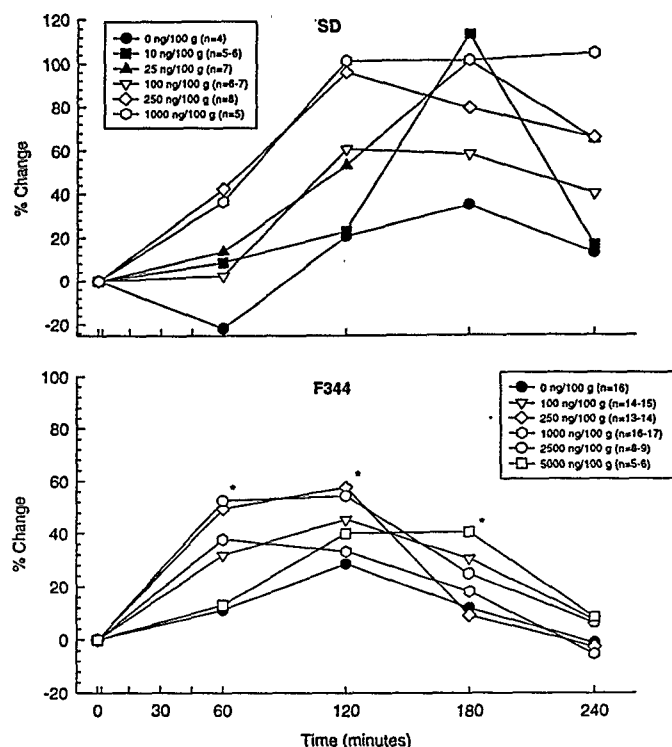 SD
0 ng/100 g (n=4)
10 ng/100 g (n=5-6)
25 ng/100 g (n=7)
100 ng/100 g (n=6-7)
250 ng/100 g (n=8)
1000 ng/100 g (n=5)
120
100
80
60
40
20
0
-20
% Change
F344
0 ng/100 g (n=16)
100 ng/100 g (n=14-15)
250 ng/100 g (n=13-14)
1000 ng/100 g (n=16-17)
2500 ng/100 g (n=8-9)
5000 ng/100 g (n=5-6)
100
80
60
40
20
0
-20
% Change
* * *
0 15 30 45 60 120 180 240
Time (minutes)